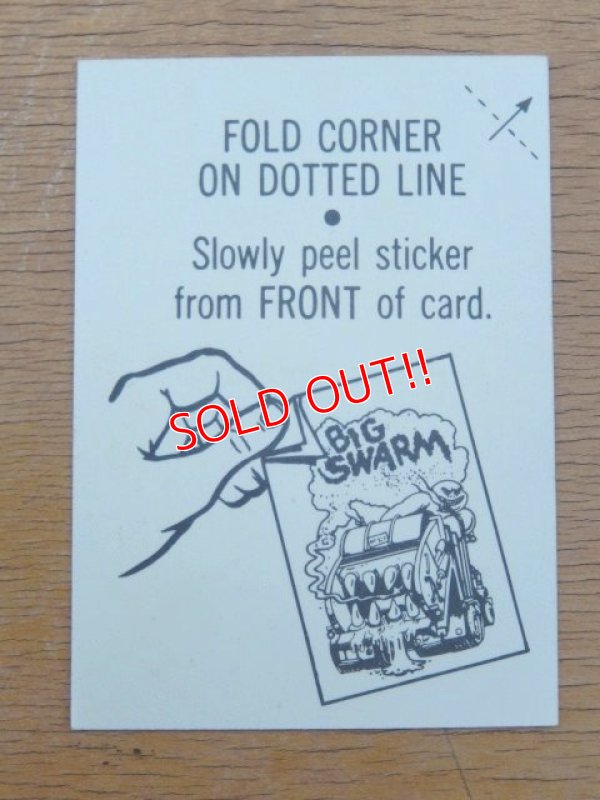 FOLD CORNER
ON DOTTED LINE
Slowly peel sticker
from FRONT of card.
SOLD OUT!!
BIG
SWARM